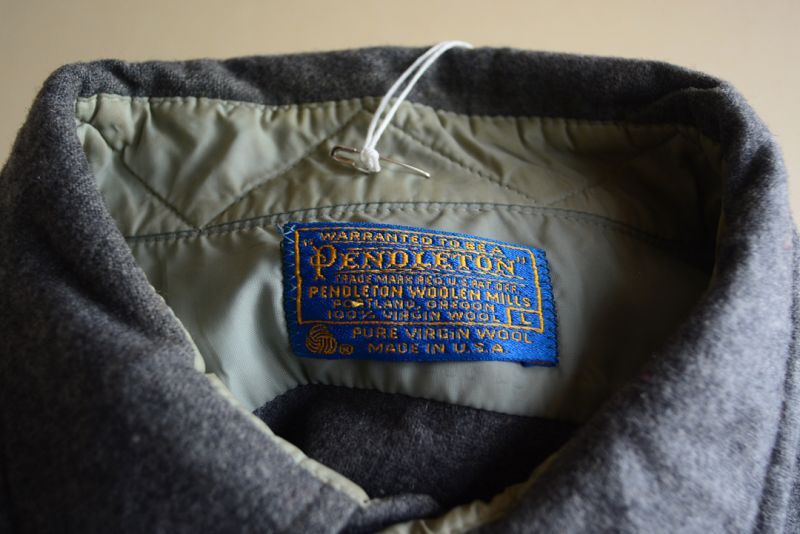 "WARRANTED TO BE A
PENDLETON"
TRADE MARK REG. U.S. PAT. OFF.
PENDLETON WOOLEN MILLS
PORTLAND, OREGON
100% VIRGIN WOOL L
PURE VIRGIN WOOL
® MADE IN U.S.A.